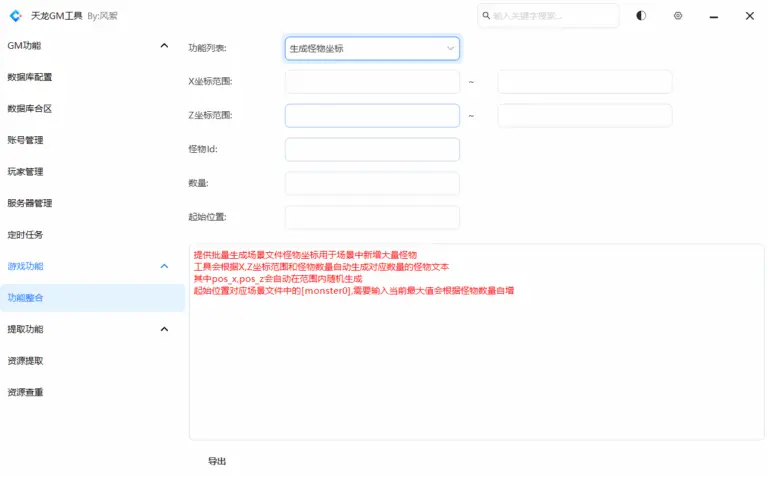 天龙GM工具 By:风絮
输入关键字搜索...
GM功能
数据库配置
数据库合区
账号管理
玩家管理
服务器管理
定时任务
游戏功能
功能整合
提取功能
资源提取
资源查重
功能列表: 生成怪物坐标
X坐标范围: ~
Z坐标范围: ~
怪物Id:
数量:
起始位置:
提供批量生成场景文件怪物坐标用于场景中新增大量怪物
工具会根据X,Z坐标范围和怪物数量自动生成对应数量的怪物文本
其中pos_x,pos_z会自动在范围内随机生成
起始位置对应场景文件中的[monster0],需要输入当前最大值会根据怪物数量自增
导出